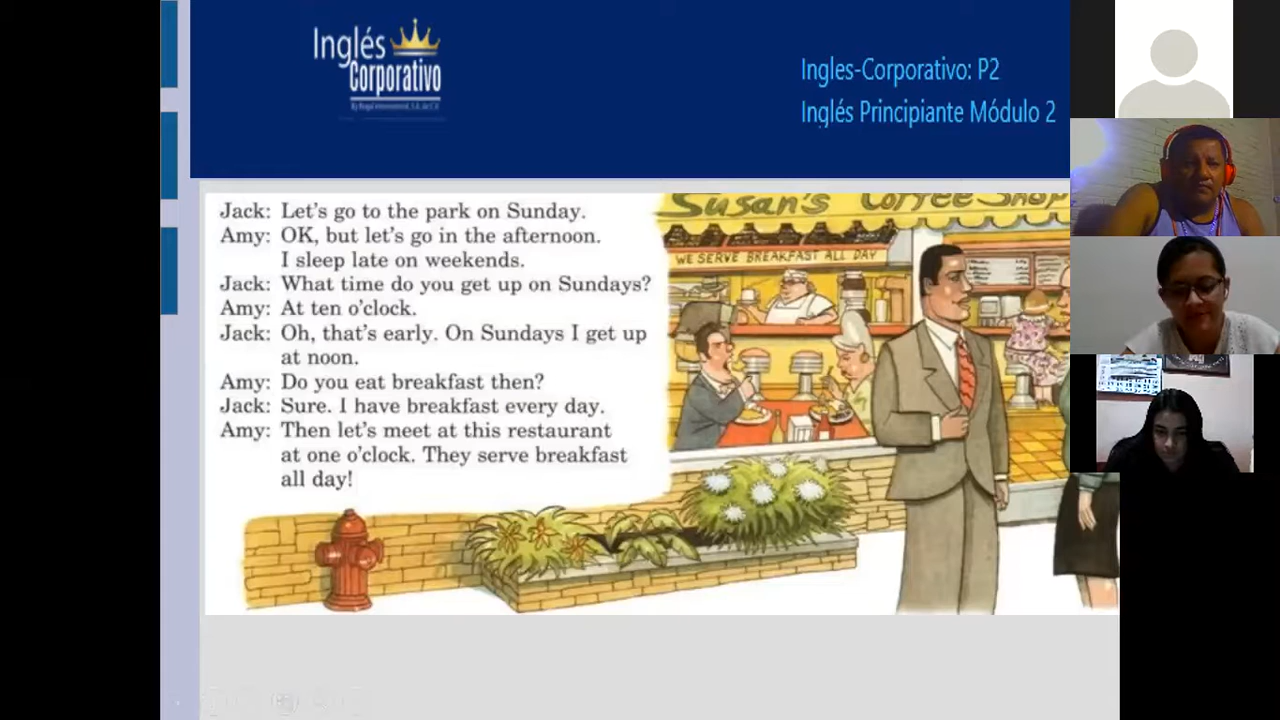 Inglés
Corporativo
Ingles-Corporativo: P2
Inglés Principiante Módulo 2
Jack: Let's go to the park on Sunday.
Amy: OK, but let's go in the afternoon.
I sleep late on weekends.
Jack: What time do you get up on Sundays?
Amy: At ten o'clock.
Jack: Oh, that's early. On Sundays I get up
at noon.
Amy: Do you eat breakfast then?
Jack: Sure. I have breakfast every day.
Amy: Then let's meet at this restaurant
at one o'clock. They serve breakfast
all day!
Susan's Coffee Shop
WE SERVE BREAKFAST ALL DAY